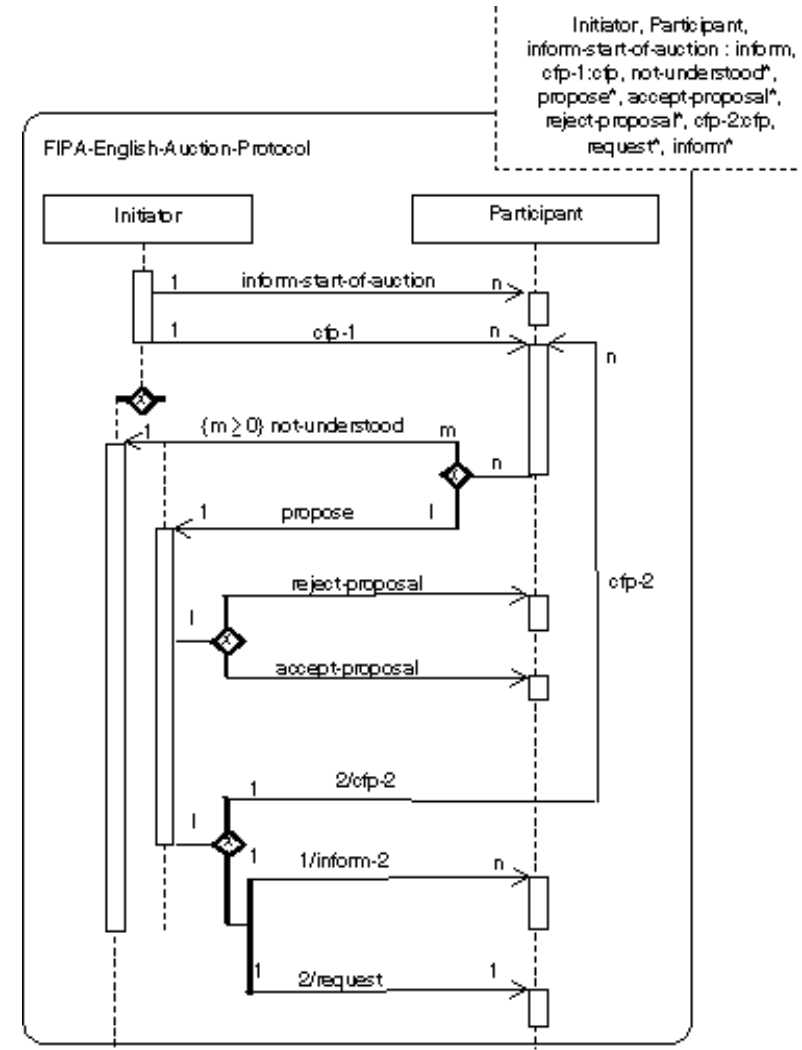 Initiator, Participant,
inform-start-of-auction : inform,
cfp-1:cfp, not-understood*,
propose*, accept-proposal*,
reject-proposal*, cfp-2:cfp,
request*, inform*
FIPA-English-Auction-Protocol
Initiator
Participant
1 inform-start-of-auction n
1 cfp-1 n
n
x
1 {m ≥ 0} not-understood m
n
1 propose l
reject-proposal
cfp-2
l
x
accept-proposal
1 2/cfp-2
l
x
1 1/inform-2 n
1 2/request 1